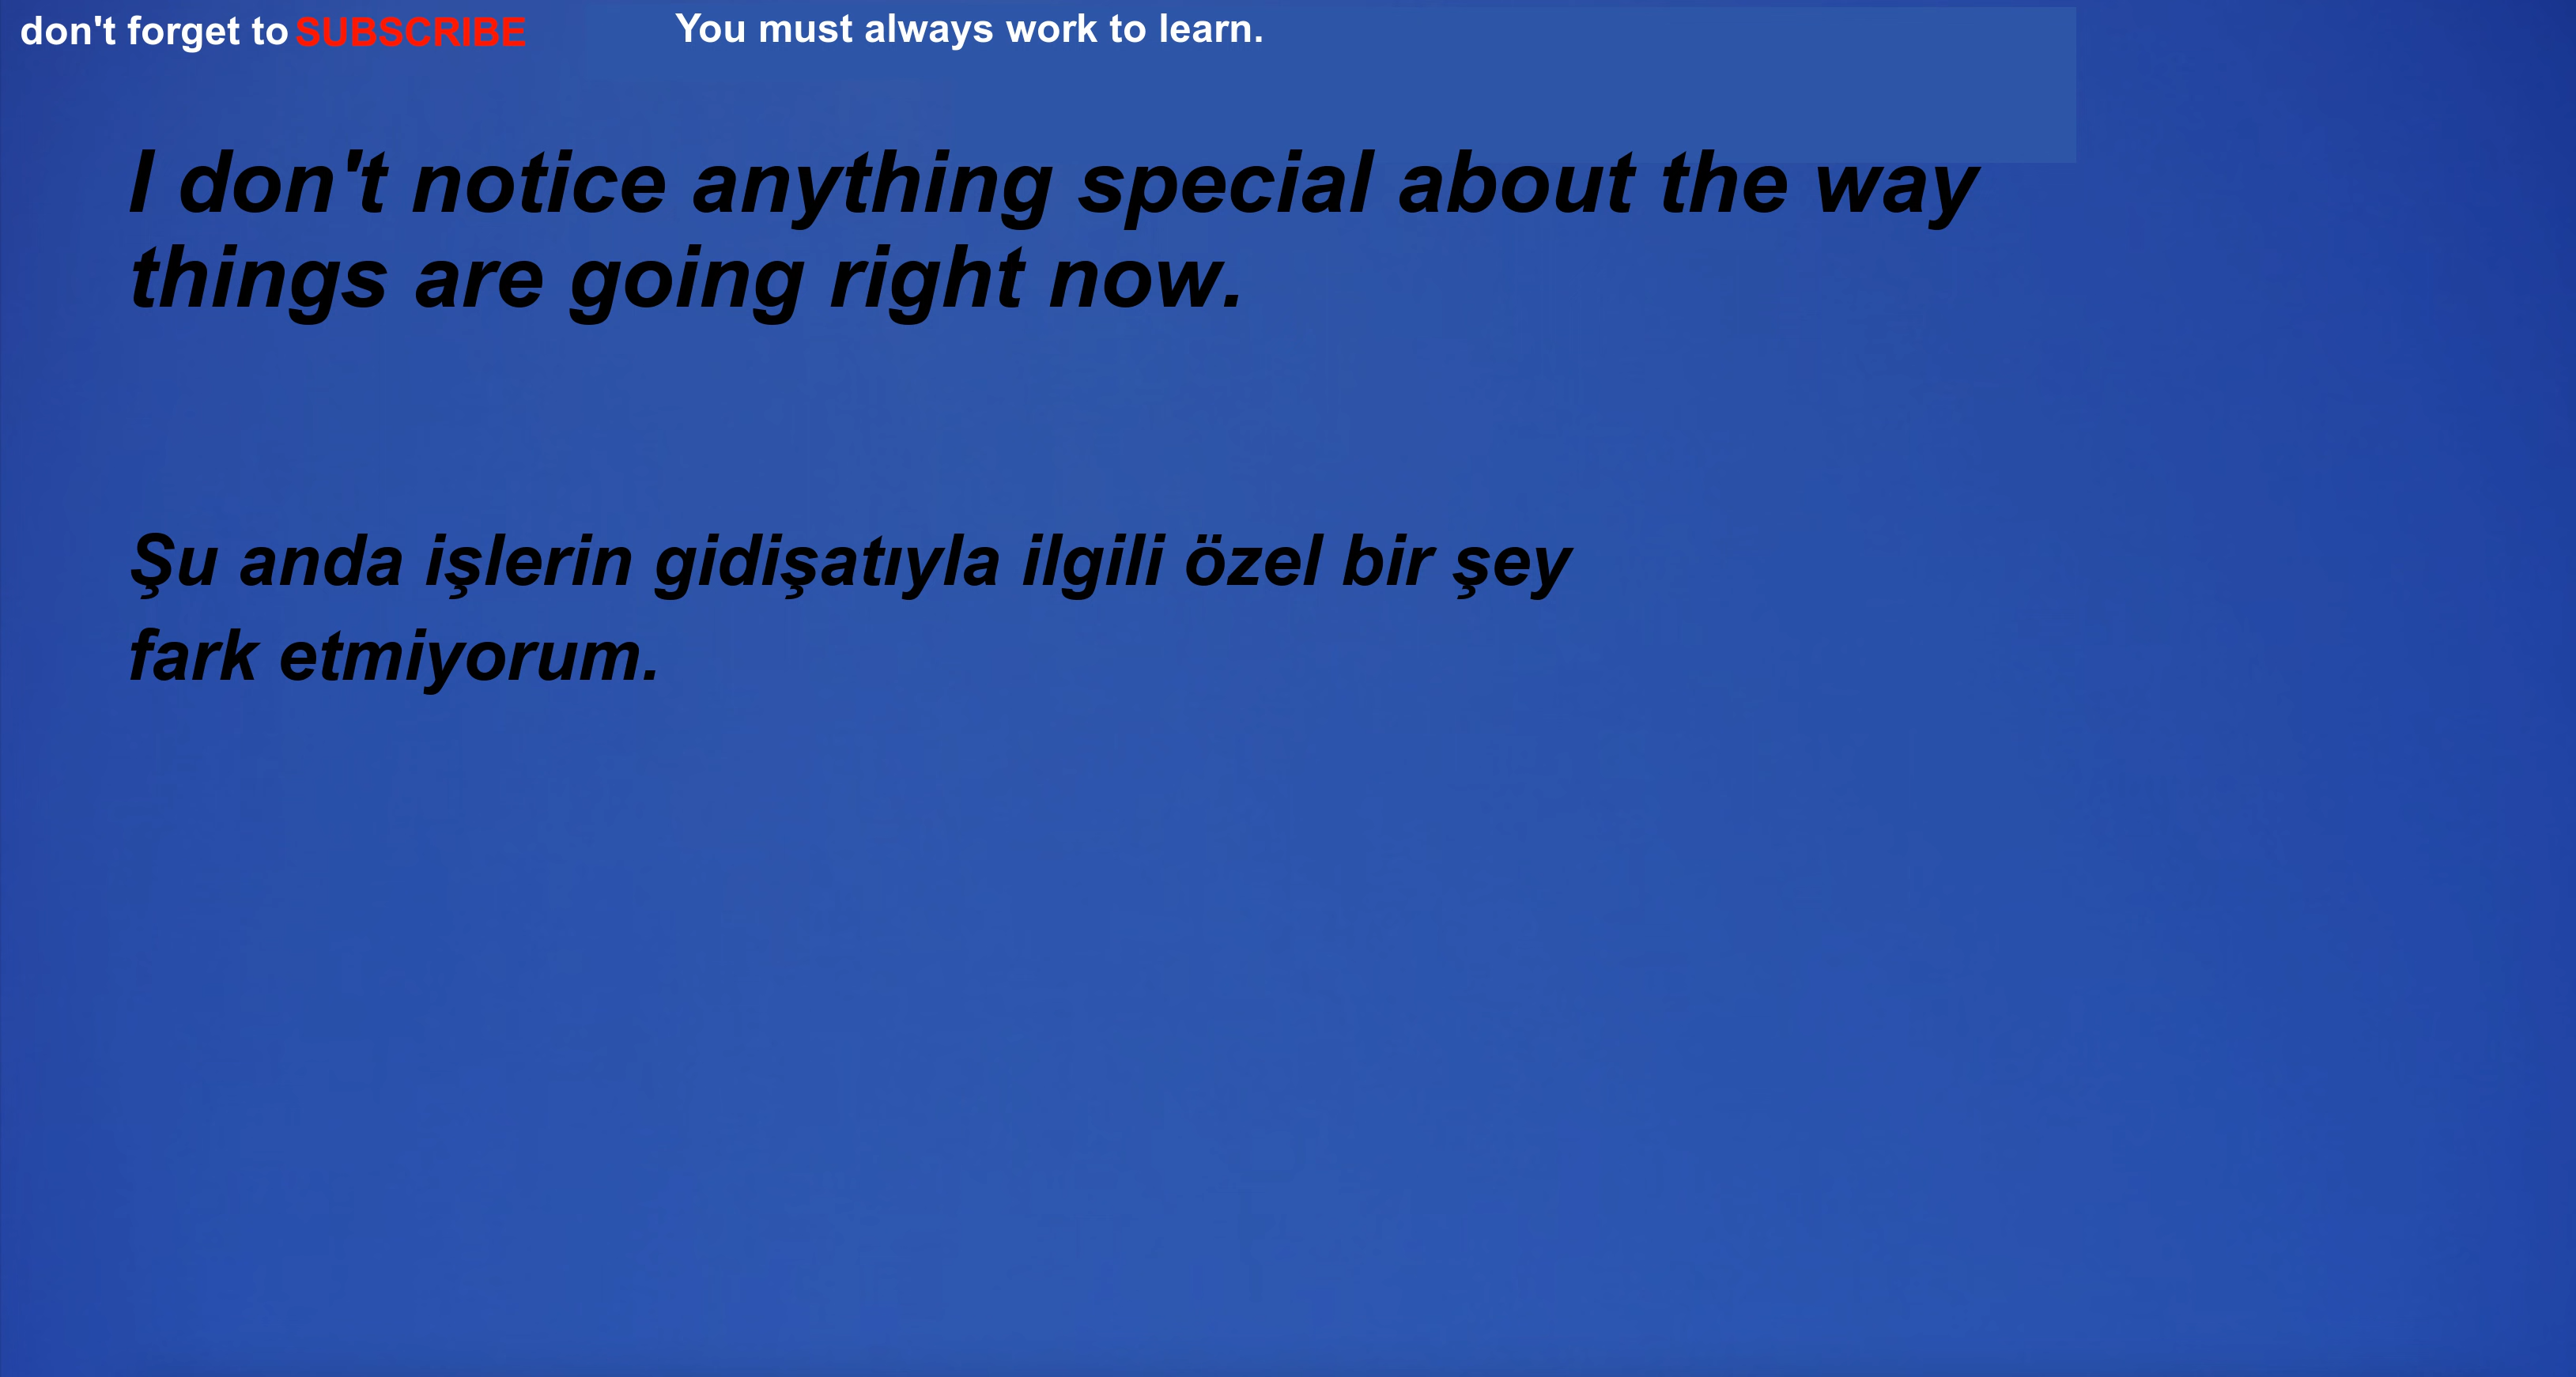 don't forget to SUBSCRIBE
You must always work to learn.
I don't notice anything special about the way
things are going right now.
Şu anda işlerin gidişatıyla ilgili özel bir şey
fark etmiyorum.